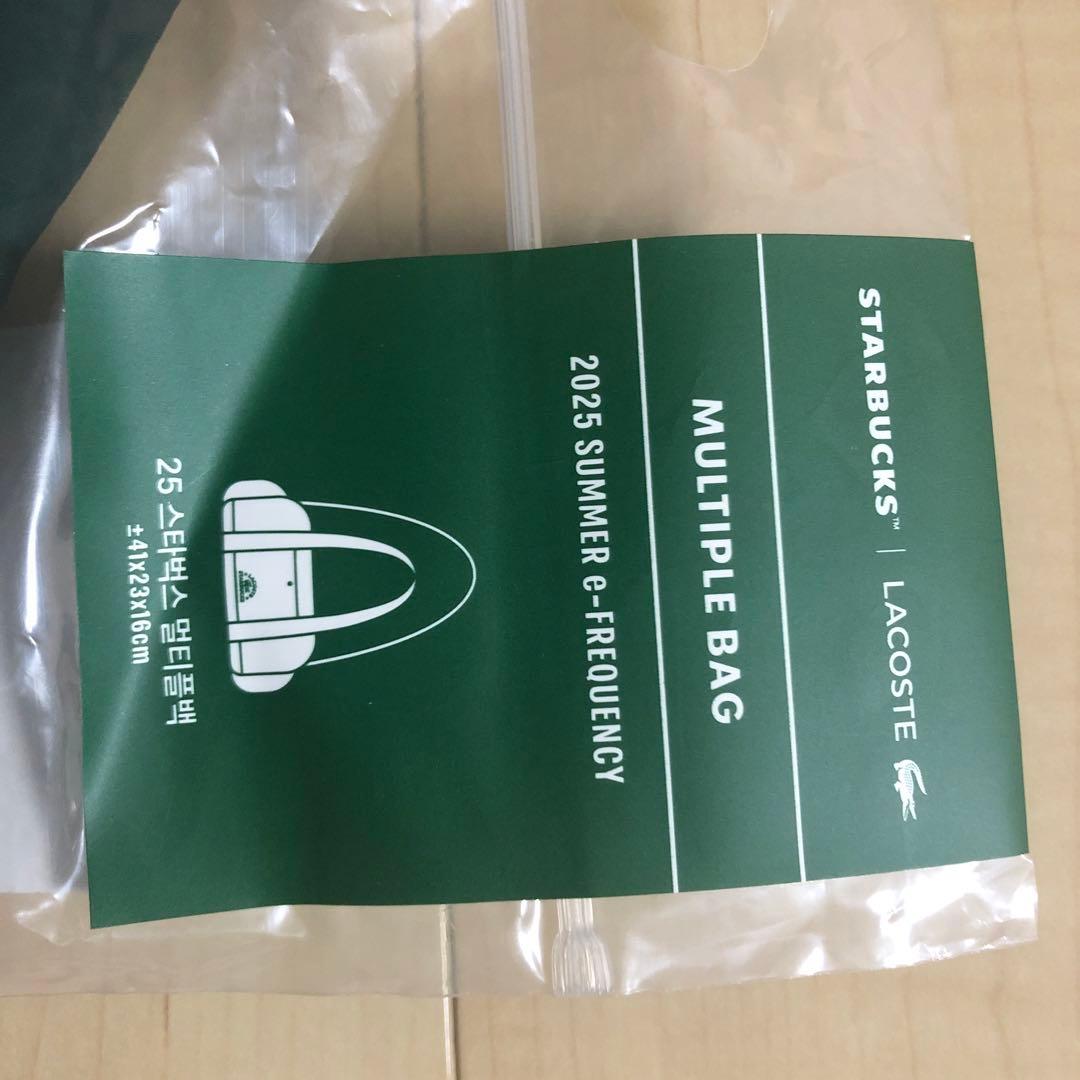 STARBUCKS™ | LACOSTE
MULTIPLE BAG
2025 SUMMER e-FREQUENCY
25 스타벅스 멀티플백
±41x23x16cm